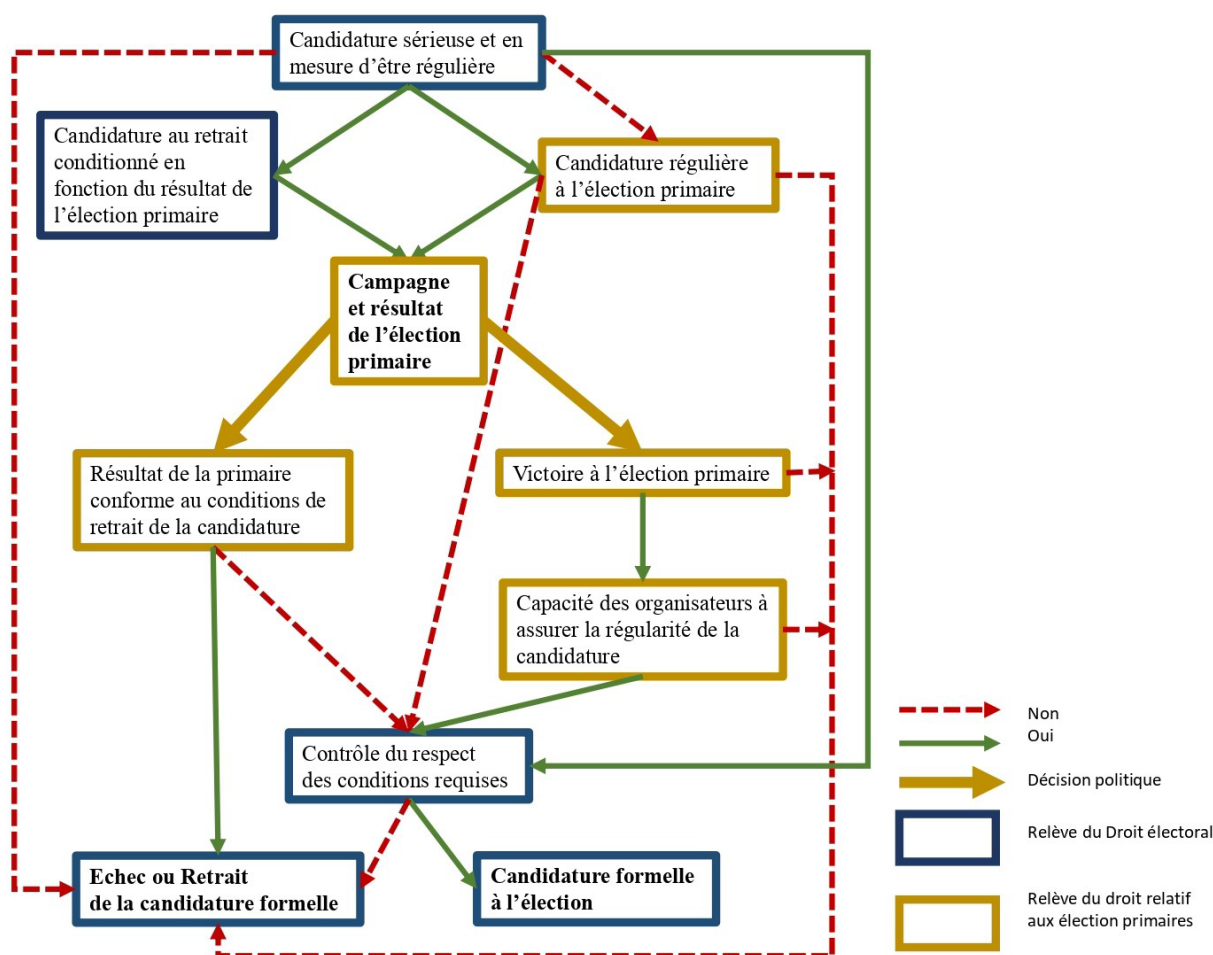 Candidature sérieuse et en
mesure d’être régulière
Candidature au retrait
conditionné en
fonction du résultat de
l’élection primaire
Candidature régulière
à l’élection primaire
Campagne
et résultat
de l’élection
primaire
Résultat de la primaire
conforme au conditions de
retrait de la candidature
Victoire à l’élection primaire
Capacité des organisateurs à
assurer la régularité de la
candidature
Contrôle du respect
des conditions requises
Echec ou Retrait
de la candidature formelle
Candidature formelle
à l’élection
Non
Oui
Décision politique
Relève du Droit électoral
Relève du droit relatif
aux élection primaires